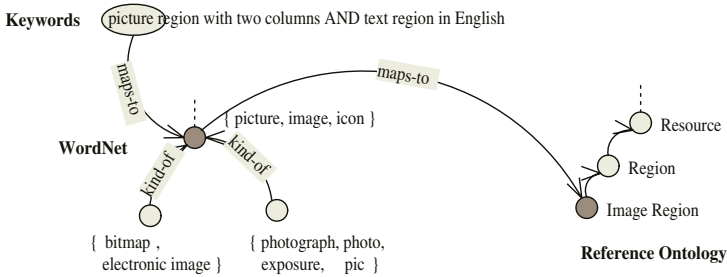 Keywords picture region with two columns AND text region in English
maps-to
maps-to
{ picture, image, icon }
Resource
WordNet
kind-of
kind-of
Region
Image Region
{ bitmap , electronic image }
{ photograph, photo, exposure, pic }
Reference Ontology